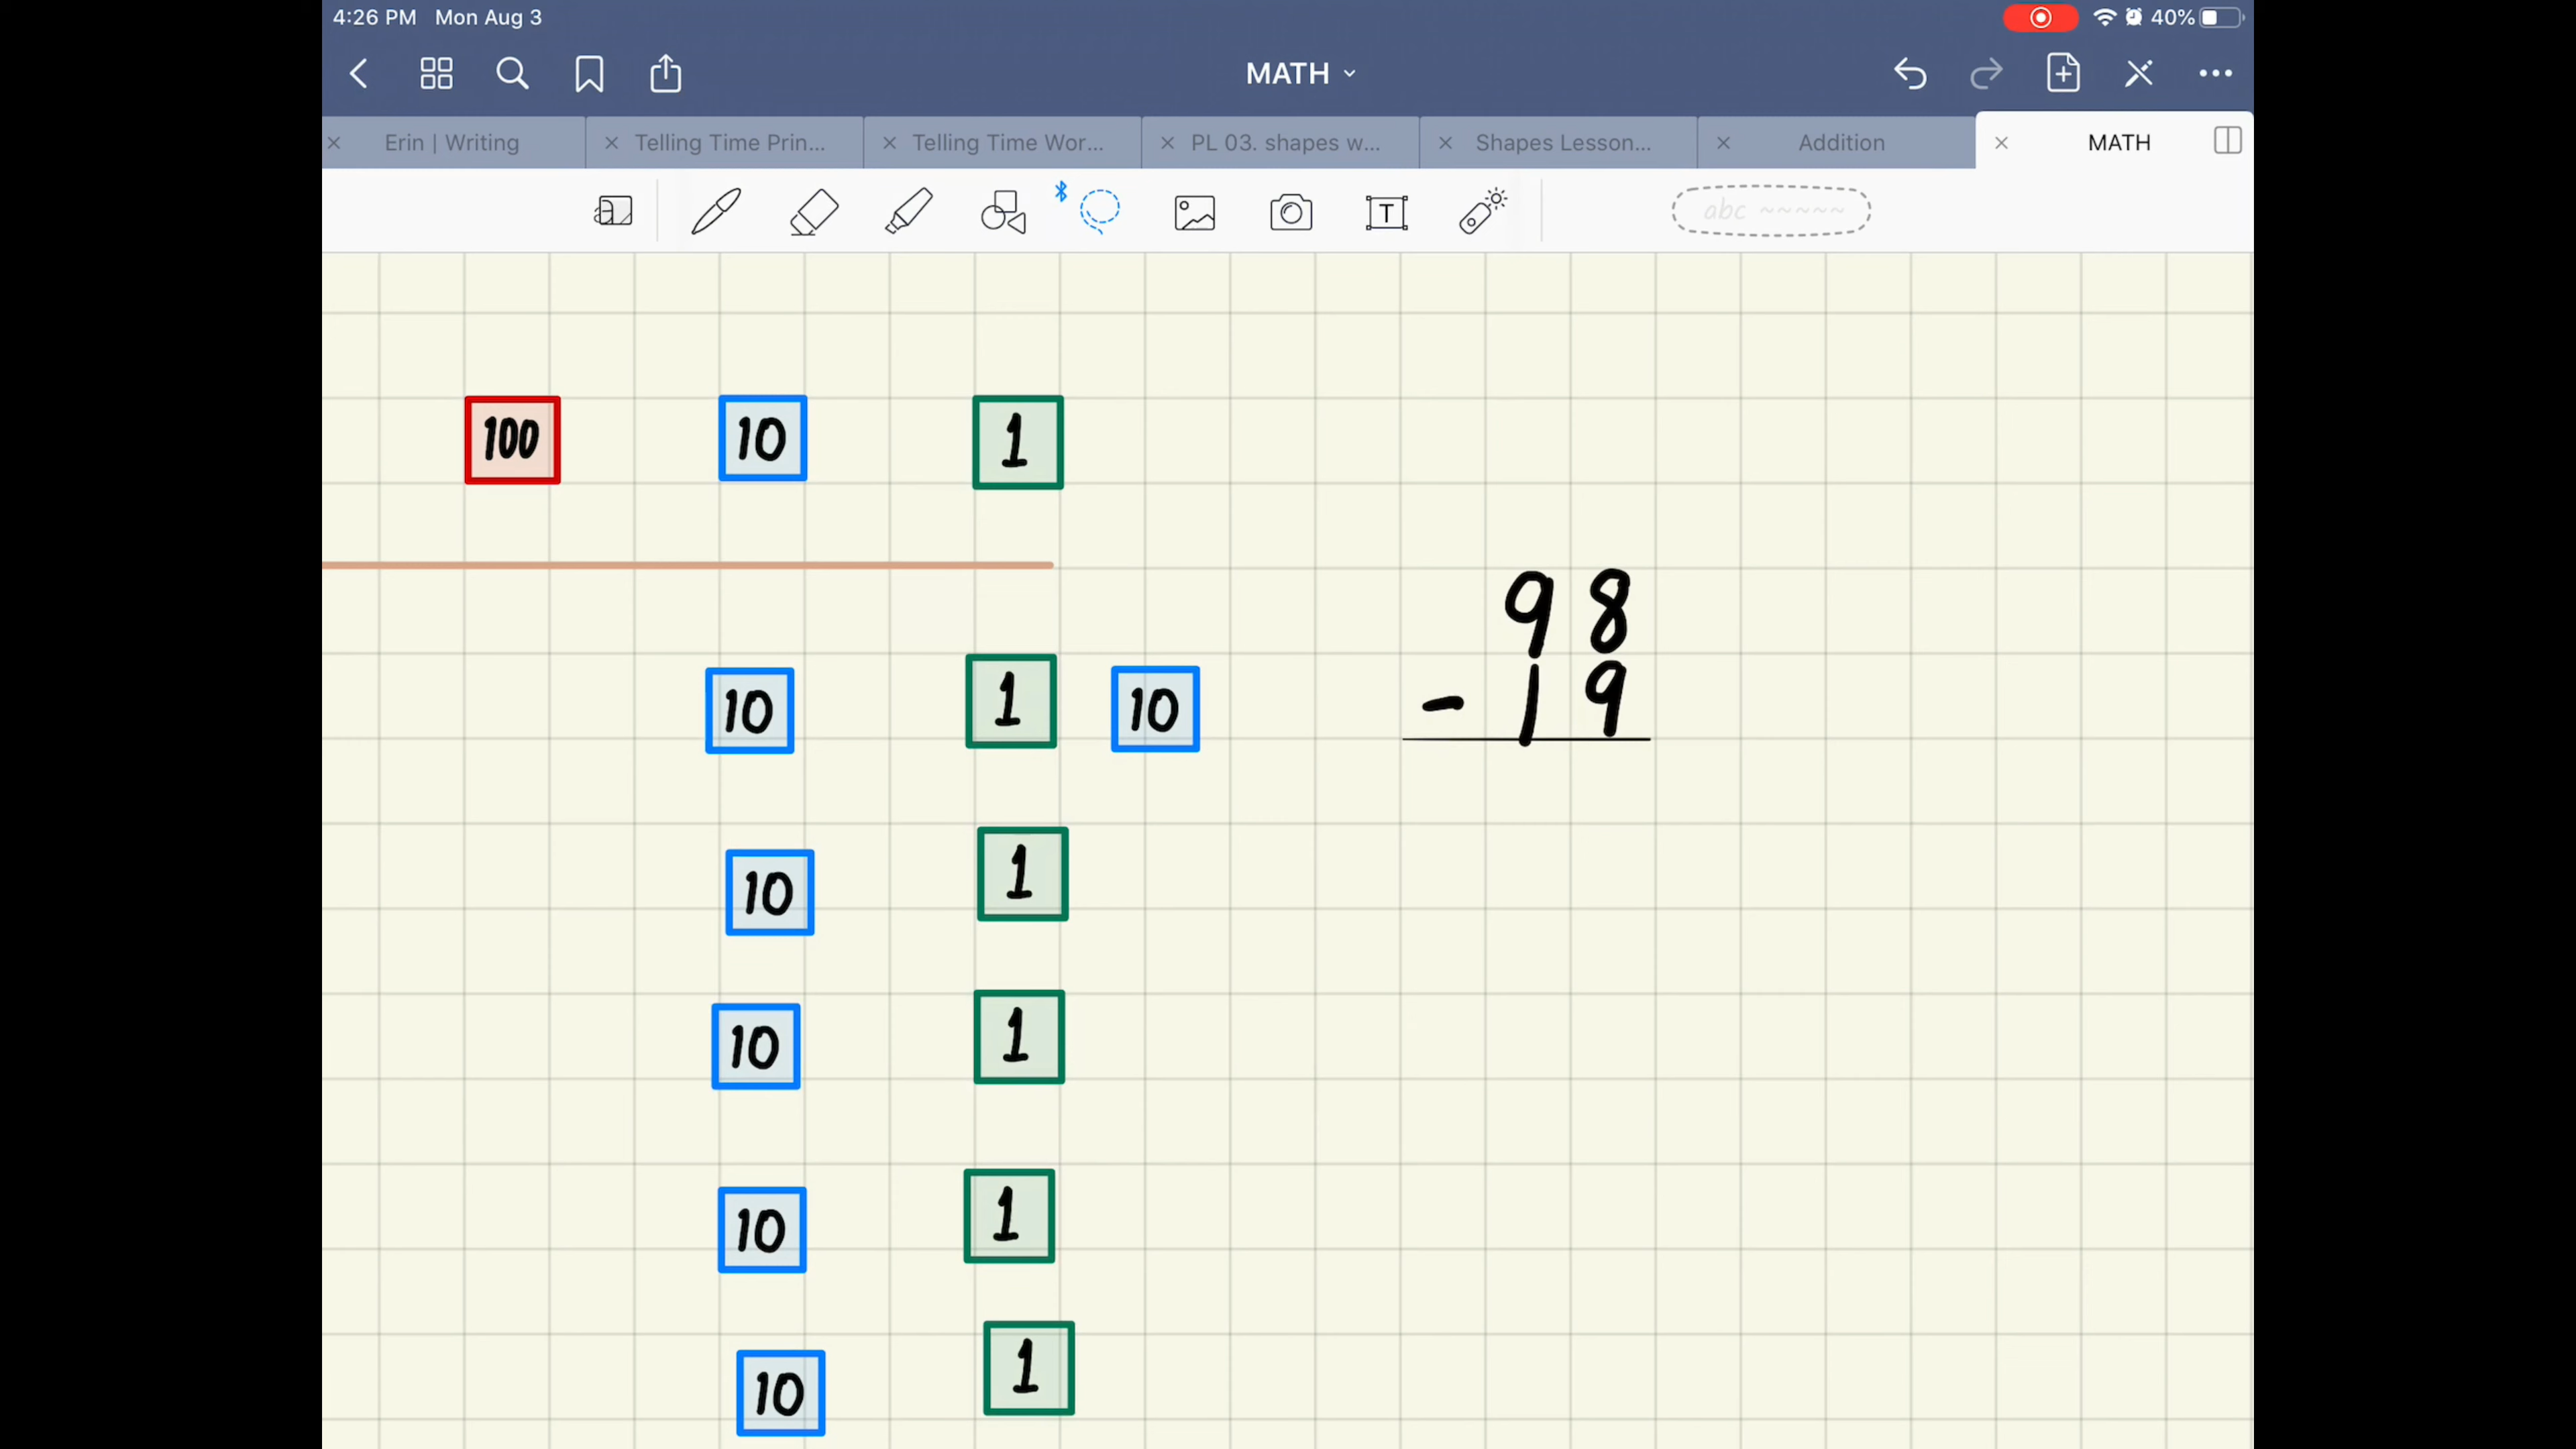 4:26 PM Mon Aug 3 40%
MATH
Erin | Writing Telling Time Prin... Telling Time Wor... PL 03. shapes w... Shapes Lesson... Addition MATH
T abc ~~~~~
100 10 1
98
- 19
10 1 10
10 1
10 1
10 1
10 1